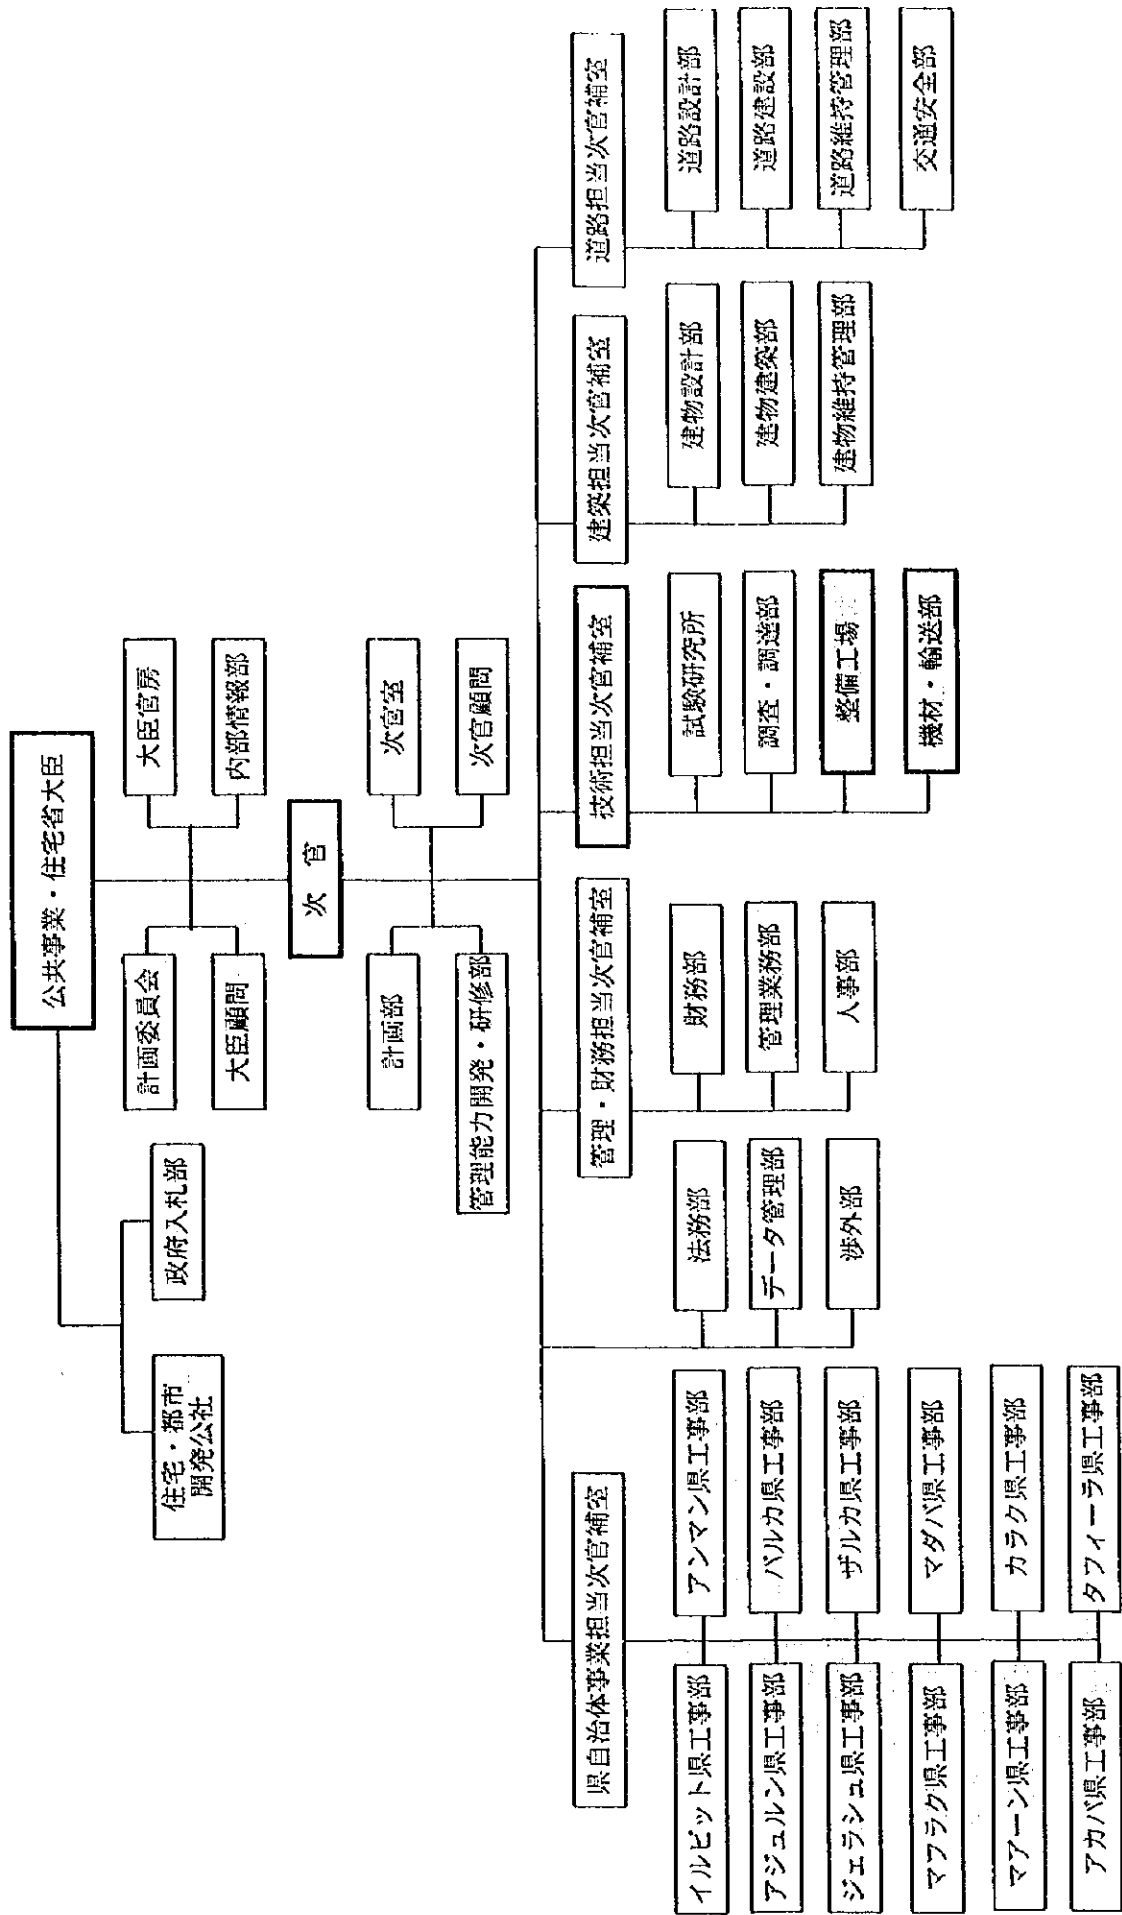 公共事業・住宅省大臣
住宅・都市
開発公社
政府入札部
計画委員会
大臣官房
大臣顧問
内部情報部
次官
計画部
次官室
管理能力開発・研修部
次官顧問
県自治体事業担当次官補室
管理・財務担当次官補室
技術担当次官補室
建築担当次官補室
道路担当次官補室
イルビット県工事部
アンマン県工事部
アジュルン県工事部
バルカ県工事部
ジェラシュ県工事部
ザルカ県工事部
マフラク県工事部
マダバ県工事部
マアーン県工事部
カラク県工事部
アカバ県工事部
タフィーラ県工事部
法務部
データ管理部
渉外部
財務部
管理業務部
人事部
試験研究所
調査・調達部
整備工場
機材・輸送部
建物設計部
建物建築部
建物維持管理部
道路設計部
道路建設部
道路維持管理部
交通安全部